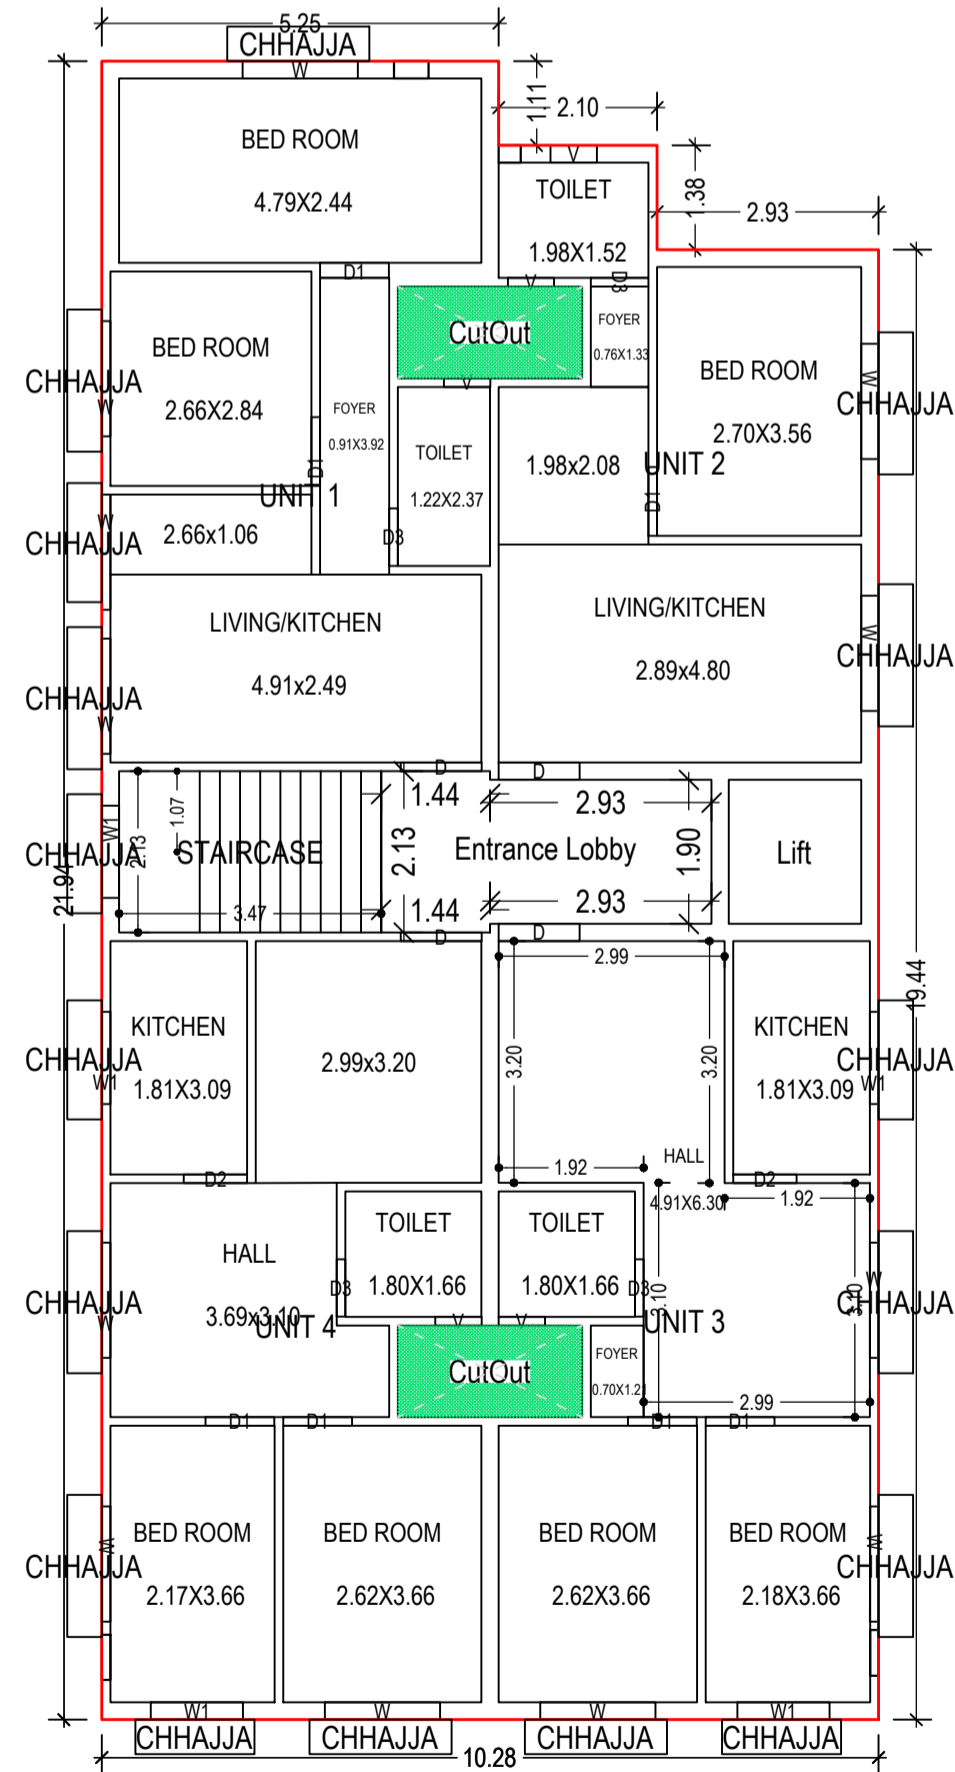 5.25
CHHAJJA
W
1.11
2.10
BED ROOM
4.79X2.44
V
TOILET
1.98X1.52
1.38
2.93
D1
V
D3
CutOut
FOYER
0.76X1.33
BED ROOM
2.66X2.84
CHHAJJA
W
BED ROOM
2.70X3.56
W
CHHAJJA
V
FOYER
0.91X3.92
TOILET
1.22X2.37
D1
UNIT 1
1.98x2.08
UNIT 2
D1
W
CHHAJJA
2.66x1.06
D3
LIVING/KITCHEN
4.91x2.49
LIVING/KITCHEN
2.89x4.80
W
CHHAJJA
CHHAJJA
W
D
D
1.44
2.93
1.07
W1
2.13
CHHAJJA
STAIRCASE
2.13
Entrance Lobby
1.90
Lift
21.94
3.47
1.44
2.93
D
D
2.99
19.44
KITCHEN
1.81X3.09
CHHAJJA
W1
2.99x3.20
3.20
3.20
KITCHEN
1.81X3.09
CHHAJJA
W1
D2
1.92
HALL
4.91X6.30
D2
1.92
HALL
3.69x3.10
TOILET
1.80X1.66
TOILET
1.80X1.66
D3
D3
3.10
3.10
W
CHHAJJA
CHHAJJA
W
UNIT 4
V
V
UNIT 3
CutOut
FOYER
0.70X1.21
2.99
D1
D1
D1
D1
BED ROOM
2.17X3.66
BED ROOM
2.62X3.66
BED ROOM
2.62X3.66
BED ROOM
2.18X3.66
W
CHHAJJA
W
CHHAJJA
W1
W
W
W1
CHHAJJA
CHHAJJA
CHHAJJA
CHHAJJA
10.28